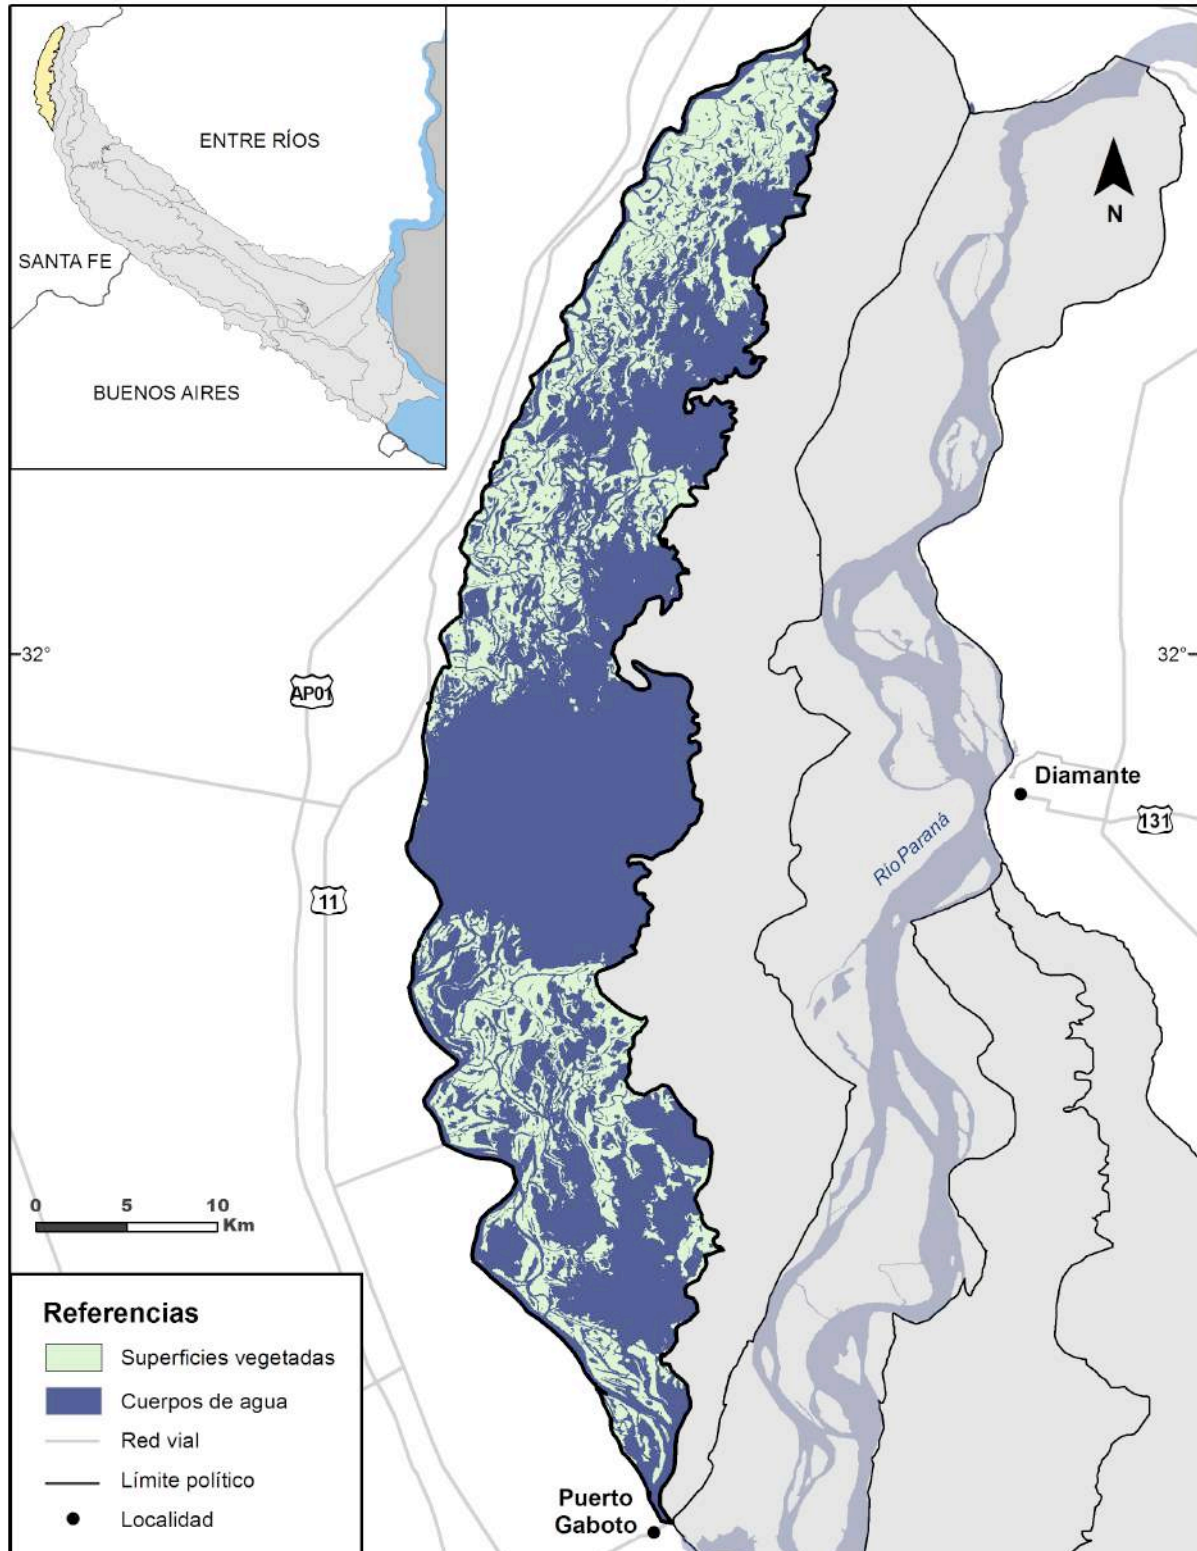 ENTRE RÍOS
SANTA FE
BUENOS AIRES
N
32°
32°
AP01
Diamante
131
Río Paraná
11
0 5 10
Km
Referencias
Superficies vegetadas
Cuerpos de agua
Red vial
Límite político
Localidad
Puerto
Gaboto